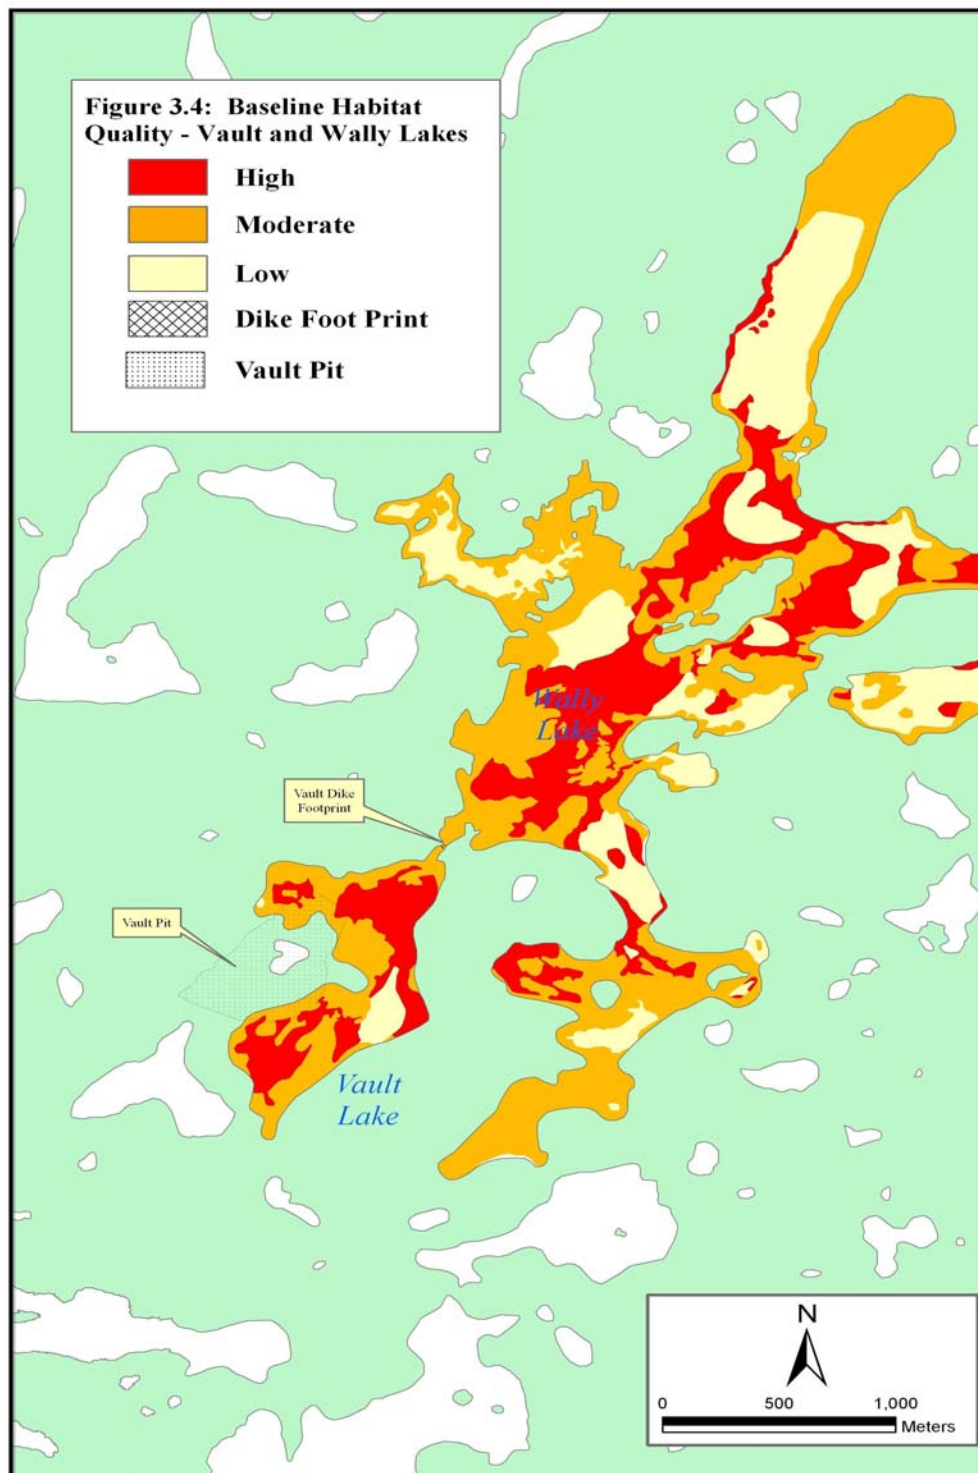 Figure 3.4: Baseline Habitat
Quality - Vault and Wally Lakes
High
Moderate
Low
Dike Foot Print
Vault Pit
Wally
Lake
Vault Dike
Footprint
Vault Pit
Vault
Lake
N
0 500 1,000
Meters